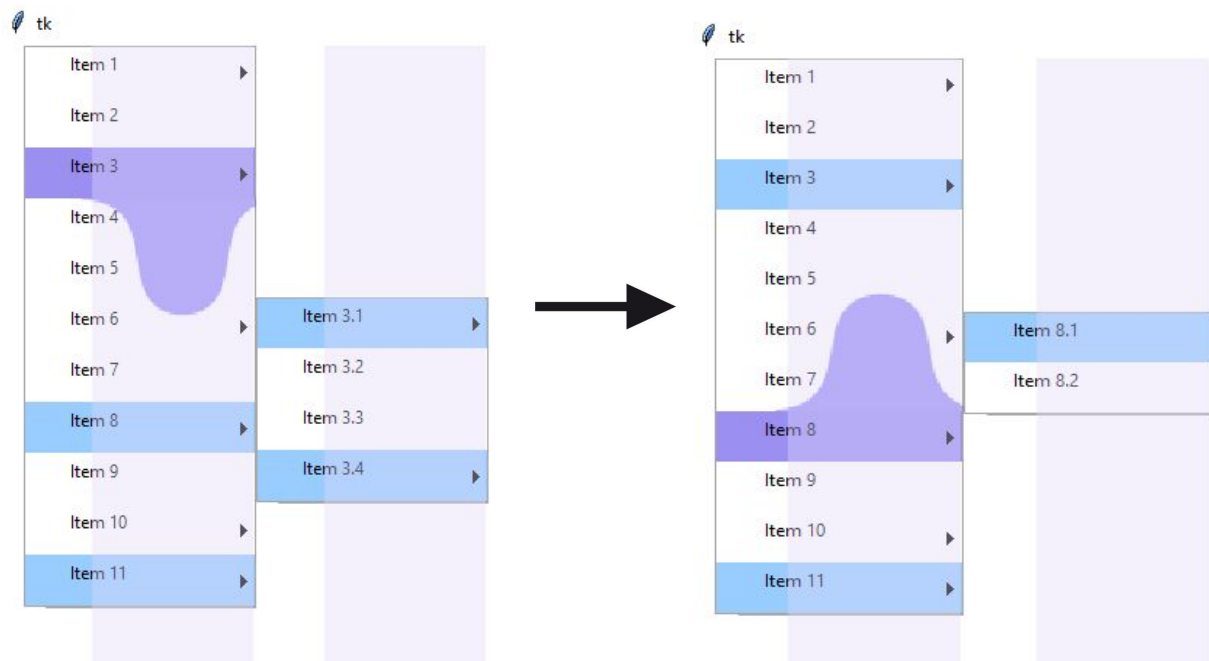 tk
Item 1
Item 2
Item 3
Item 4
Item 5
Item 6
Item 7
Item 8
Item 9
Item 10
Item 11
Item 3.1
Item 3.2
Item 3.3
Item 3.4
tk
Item 1
Item 2
Item 3
Item 4
Item 5
Item 6
Item 7
Item 8
Item 9
Item 10
Item 11
Item 8.1
Item 8.2